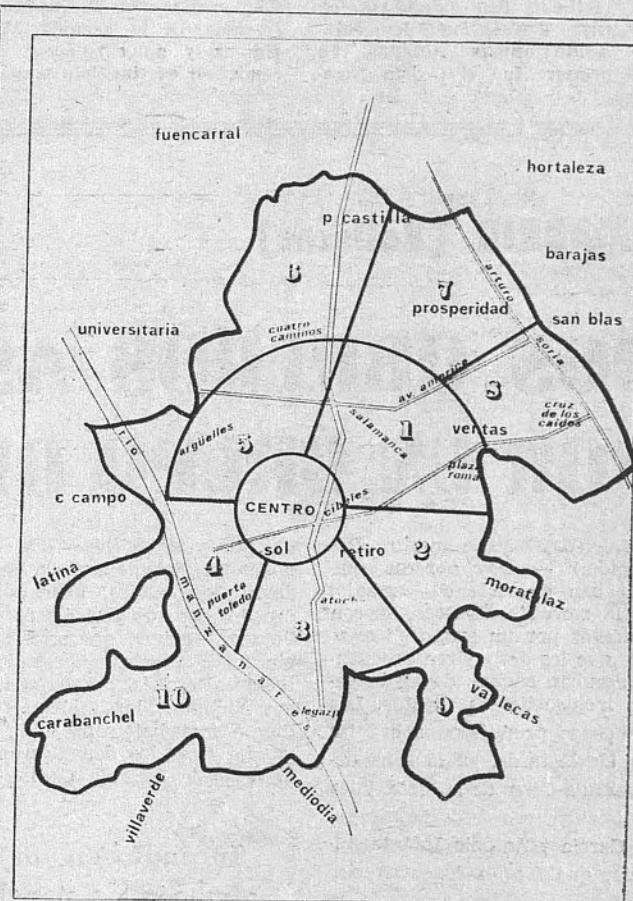 fuencarral
hortaleza
p castilla
6
barajas
7
arturo
prosperidad
soria
san blas
universitaria
cuatro
caminos
av. america
8
cruz
de los
caidos
1
salamanca
ventas
argüelles
5
plaza
roma
rio
c campo
CENTRO
cibeles
sol
retiro
2
latina
4
puerta
toledo
manzanares
atoch
moratalaz
3
10
9
vallecas
carabanchel
legazpi
villaverde
mediodia